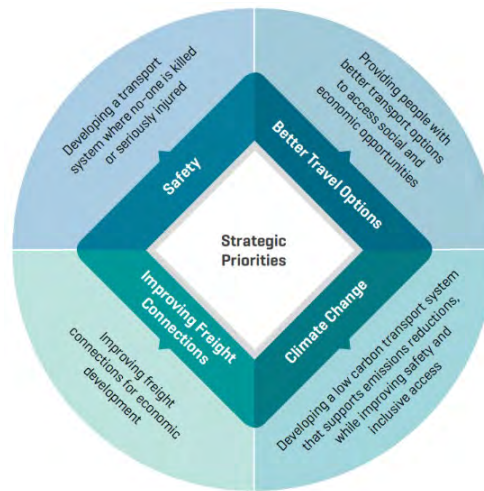 Developing a transport
system where no-one is killed
or seriously injured
Safety
Providing people with
better transport options
to access social and
economic opportunities
Better Travel Options
Strategic
Priorities
Improving Freight
Connections
Improving freight
connections for economic
development
Climate Change
Developing a low carbon transport system
that supports emissions reductions,
while improving safety and
inclusive access